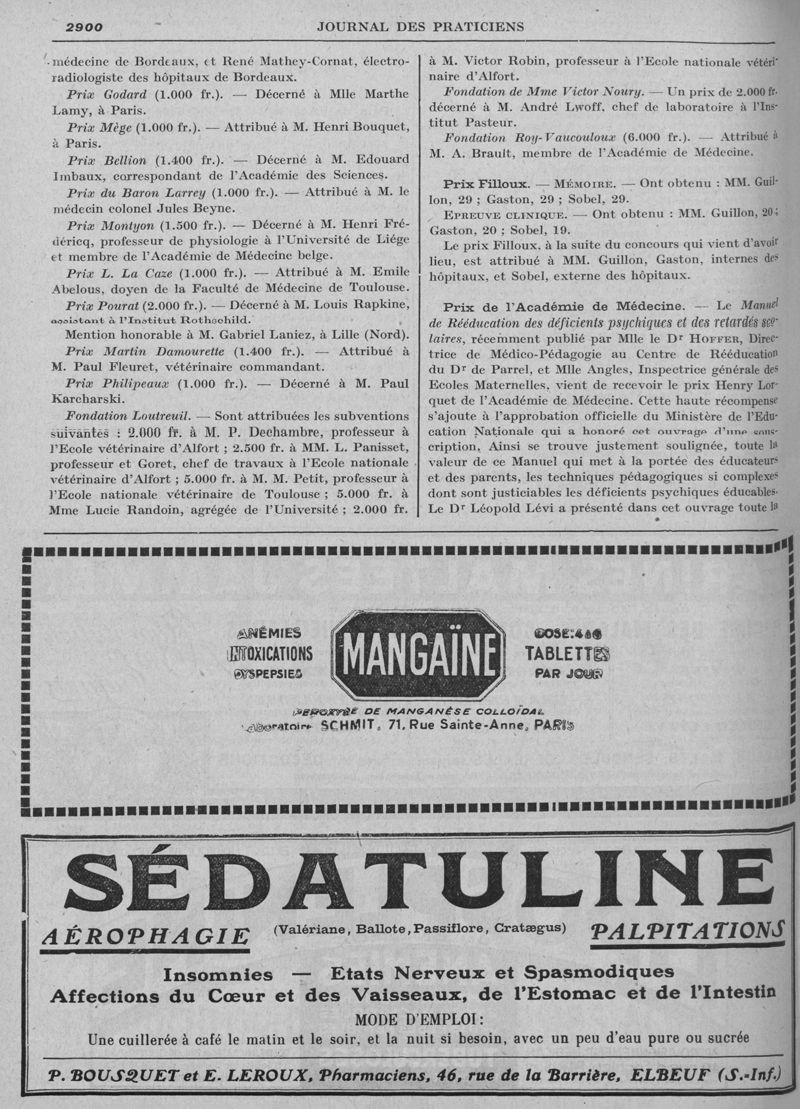 2900
JOURNAL DES PRATICIENS
médecine de Bordeaux, et René Mathey-Cornat, électro-
radiologiste des hôpitaux de Bordeaux.
Prix Godard (1.000 fr.). — Décerné à Mlle Marthe
Lamy, à Paris.
Prix Mège (1.000 fr.). — Attribué à M. Henri Bouquet,
à Paris.
Prix Bellion (1.400 fr.). — Décerné à M. Edouard
Imbaux, correspondant de l'Académie des Sciences.
Prix du Baron Larrey (1.000 fr.). — Attribué à M. le
médecin colonel Jules Beyne.
Prix Montyon (1.500 fr.). — Décerné à M. Henri Fré-
déricq, professeur de physiologie à l'Université de Liége
et membre de l'Académie de Médecine belge.
Prix L. La Caze (1.000 fr.). — Attribué à M. Emile
Abelous, doyen de la Faculté de Médecine de Toulouse.
Prix Pourat (2.000 fr.). — Décerné à M. Louis Rapkine,
assistant à l'Institut Rothschild.
Mention honorable à M. Gabriel Laniez, à Lille (Nord).
Prix Martin Damourette (1.400 fr.). — Attribué à
M. Paul Fleuret, vétérinaire commandant.
Prix Philipeaux (1.000 fr.). — Décerné à M. Paul
Karcharski.
Fondation Loutreuil. — Sont attribuées les subventions
suivantes : 2.000 fr. à M. P. Dechambre, professeur à
l'Ecole vétérinaire d'Alfort ; 2.500 fr. à MM. L. Panisset,
professeur et Goret, chef de travaux à l'Ecole nationale
vétérinaire d'Alfort ; 5.000 fr. à M. M. Petit, professeur à
l'Ecole nationale vétérinaire de Toulouse ; 5.000 fr. à
Mme Lucie Randoin, agrégée de l'Université ; 2.000 fr.
à M. Victor Robin, professeur à l'Ecole nationale vétéri-
naire d'Alfort.
Fondation de Mme Victor Noury. — Un prix de 2.000 fr.
décerné à M. André Lwoff, chef de laboratoire à l'Ins-
titut Pasteur.
Fondation Roy-Vaucouloux (6.000 fr.). — Attribué à
M. A. Brault, membre de l'Académie de Médecine.
Prix Filloux. — MÉMOIRE. — Ont obtenu : MM. Guil-
lon, 29 ; Gaston, 29 ; Sobel, 29.
EPREUVE CLINIQUE. — Ont obtenu : MM. Guillon, 20 ;
Gaston, 20 ; Sobel, 19.
Le prix Filloux, à la suite du concours qui vient d'avoir
lieu, est attribué à MM. Guillon, Gaston, internes des
hôpitaux, et Sobel, externe des hôpitaux.
Prix de l'Académie de Médecine. — Le Manuel
de Rééducation des déficients psychiques et des retardés sco-
laires, récemment publié par Mlle le Dr HOFFER, Direc-
trice de Médico-Pédagogie au Centre de Rééducation
du Dr de Parrel, et Mlle Angles, Inspectrice générale des
Ecoles Maternelles, vient de recevoir le prix Henry Lor-
quet de l'Académie de Médecine. Cette haute récompense
s'ajoute à l'approbation officielle du Ministère de l'Edu-
cation Nationale qui a honoré cet ouvrage d'une sous-
cription, Ainsi se trouve justement soulignée, toute la
valeur de ce Manuel qui met à la portée des éducateurs
et des parents, les techniques pédagogiques si complexes
dont sont justiciables les déficients psychiques éducables.
Le Dr Léopold Lévi a présenté dans cet ouvrage toute la
ANÉMIES
INTOXICATIONS
DYSPEPSIES
MANGAÏNE
DOSE: 4 à 6
TABLETTES
PAR JOUR
PEROXYDE DE MANGANÈSE COLLOÏDAL
Laboratoire SCHMIT, 71, Rue Sainte-Anne, PARIS
SÉDATULINE
AÉROPHAGIE
(Valériane, Ballote, Passiflore, Cratægus)
PALPITATIONS
Insomnies — Etats Nerveux et Spasmodiques
Affections du Cœur et des Vaisseaux, de l'Estomac et de l'Intestin
MODE D'EMPLOI :
Une cuillerée à café le matin et le soir, et la nuit si besoin, avec un peu d'eau pure ou sucrée
P. BOUSQUET et E. LEROUX, Pharmaciens, 46, rue de la Barrière, ELBEUF (S.-Inf.)